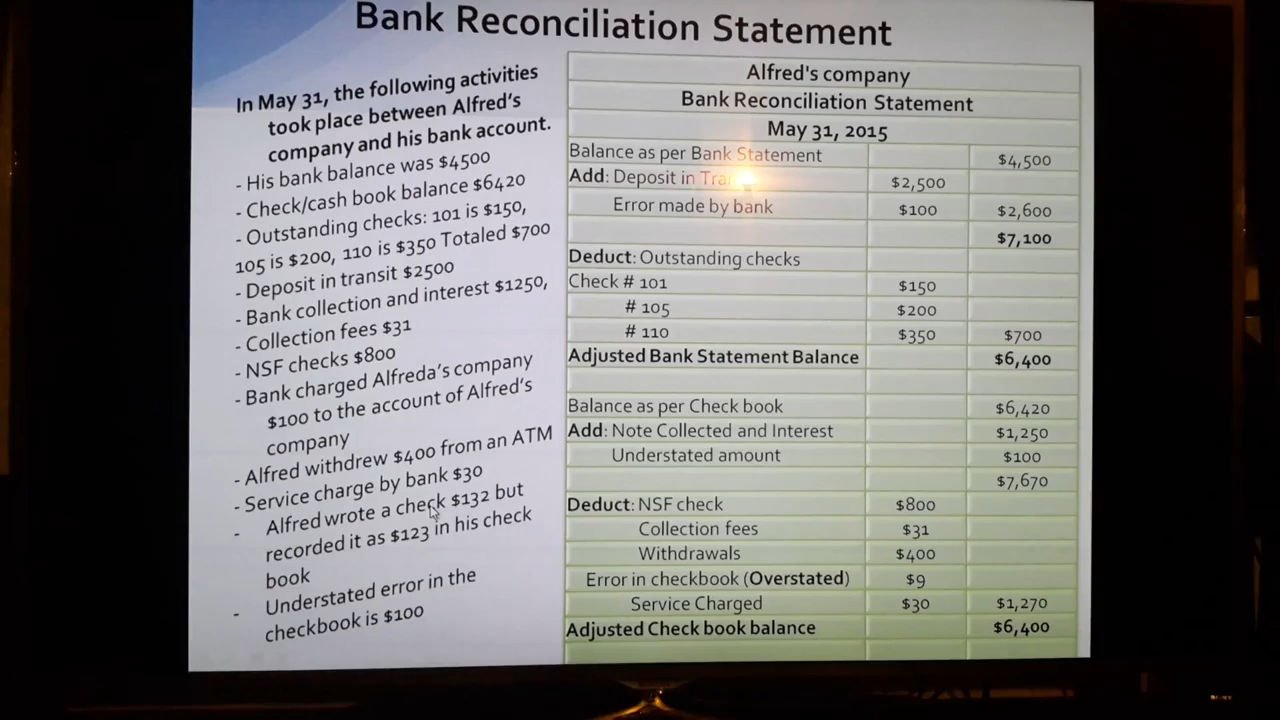 Bank Reconciliation Statement
In May 31, the following activities
took place between Alfred's
company and his bank account.
- His bank balance was $4500
- Check/cash book balance $6420
- Outstanding checks: 101 is $150,
105 is $200, 110 is $350 Totaled $700
- Deposit in transit $2500
- Bank collection and interest $1250,
- Collection fees $31
- NSF checks $800
- Bank charged Alfreda's company
$100 to the account of Alfred's
company
- Alfred withdrew $400 from an ATM
- Service charge by bank $30
- Alfred wrote a check $132 but
recorded it as $123 in his check
book
- Understated error in the
checkbook is $100
Alfred's company
Bank Reconciliation Statement
May 31, 2015
Balance as per Bank Statement $4,500
Add: Deposit in $2,500
Error made by bank $100 $2,600
$7,100
Deduct: Outstanding checks
Check # 101 $150
# 105 $200
# 110 $350 $700
Adjusted Bank Statement Balance $6,400
Balance as per Check book $6,420
Add: Note Collected and Interest $1,250
Understated amount $100
$7,670
Deduct: NSF check $800
Collection fees $31
Withdrawals $400
Error in checkbook (Overstated) $9
Service Charged $30 $1,270
Adjusted Check book balance $6,400